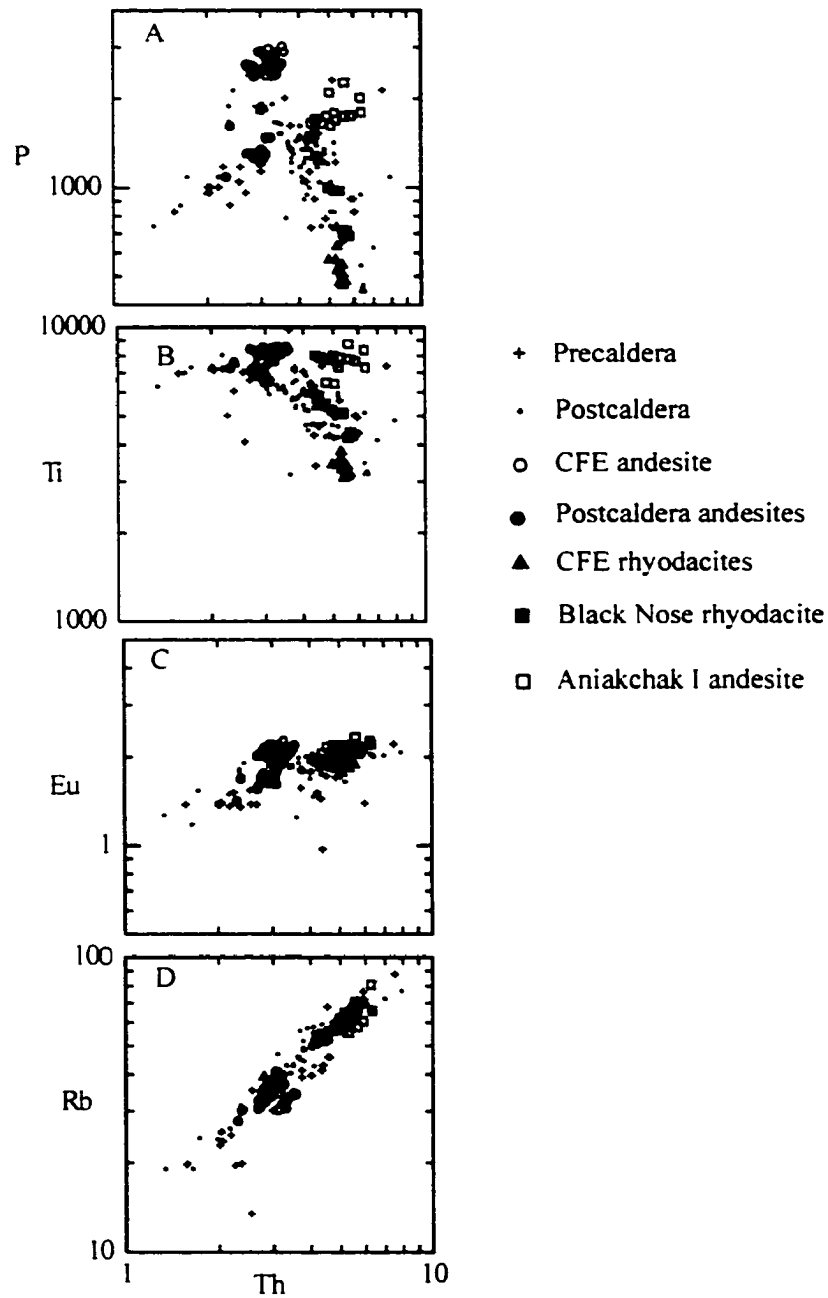 A
P
1000
10000
B
Ti
1000
C
Eu
1
100
D
Rb
10
1
Th
10
Precaldera
Postcaldera
CFE andesite
Postcaldera andesites
CFE rhyodacites
Black Nose rhyodacite
Aniakchak I andesite